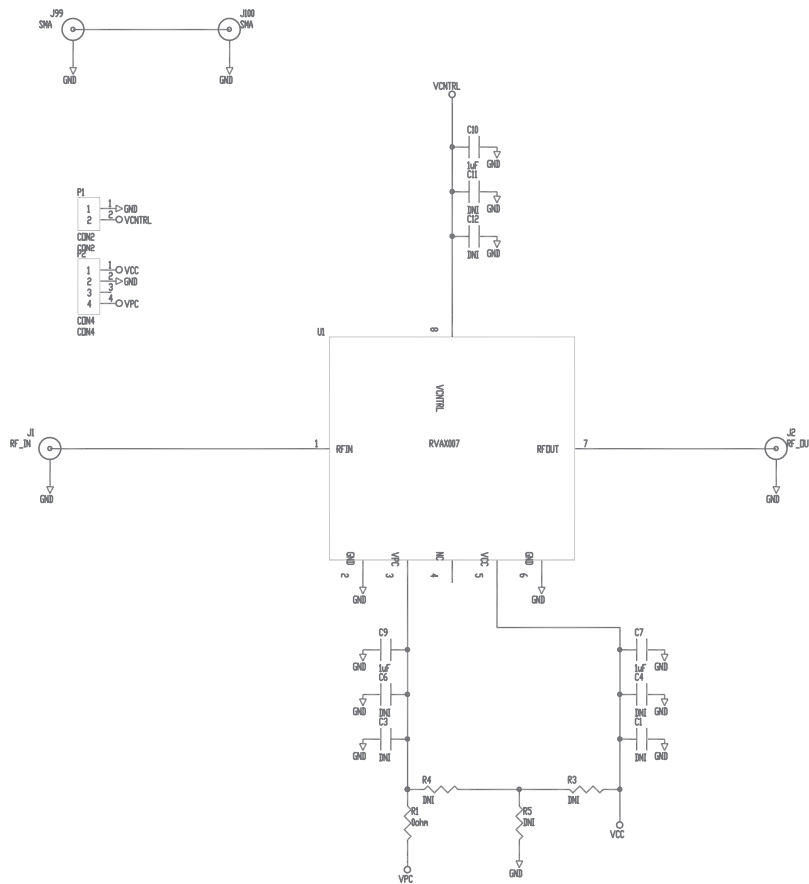 J99
SMA
J100
SMA
GND
GND
VCNTRL
C10
1uF
GND
C11
DNI
GND
C12
DNI
GND
P1
1
1
GND
2
2
VCNTRL
CON2
CON2
P2
1
1
VCC
2
2
GND
3
3
4
4
VPC
CON4
CON4
U1
8
VCNTRL
J1
RF_IN
GND
1
RFIN
RVAX007
RFOUT
7
J2
RF_OU
GND
GND
VPC
NC
VCC
GND
2
3
4
5
6
GND
GND
C9
1uF
GND
C6
DNI
GND
C3
DNI
GND
C7
1uF
GND
C4
DNI
GND
C1
DNI
GND
R4
DNI
R3
DNI
R1
0ohm
R5
DNI
VCC
GND
VPC